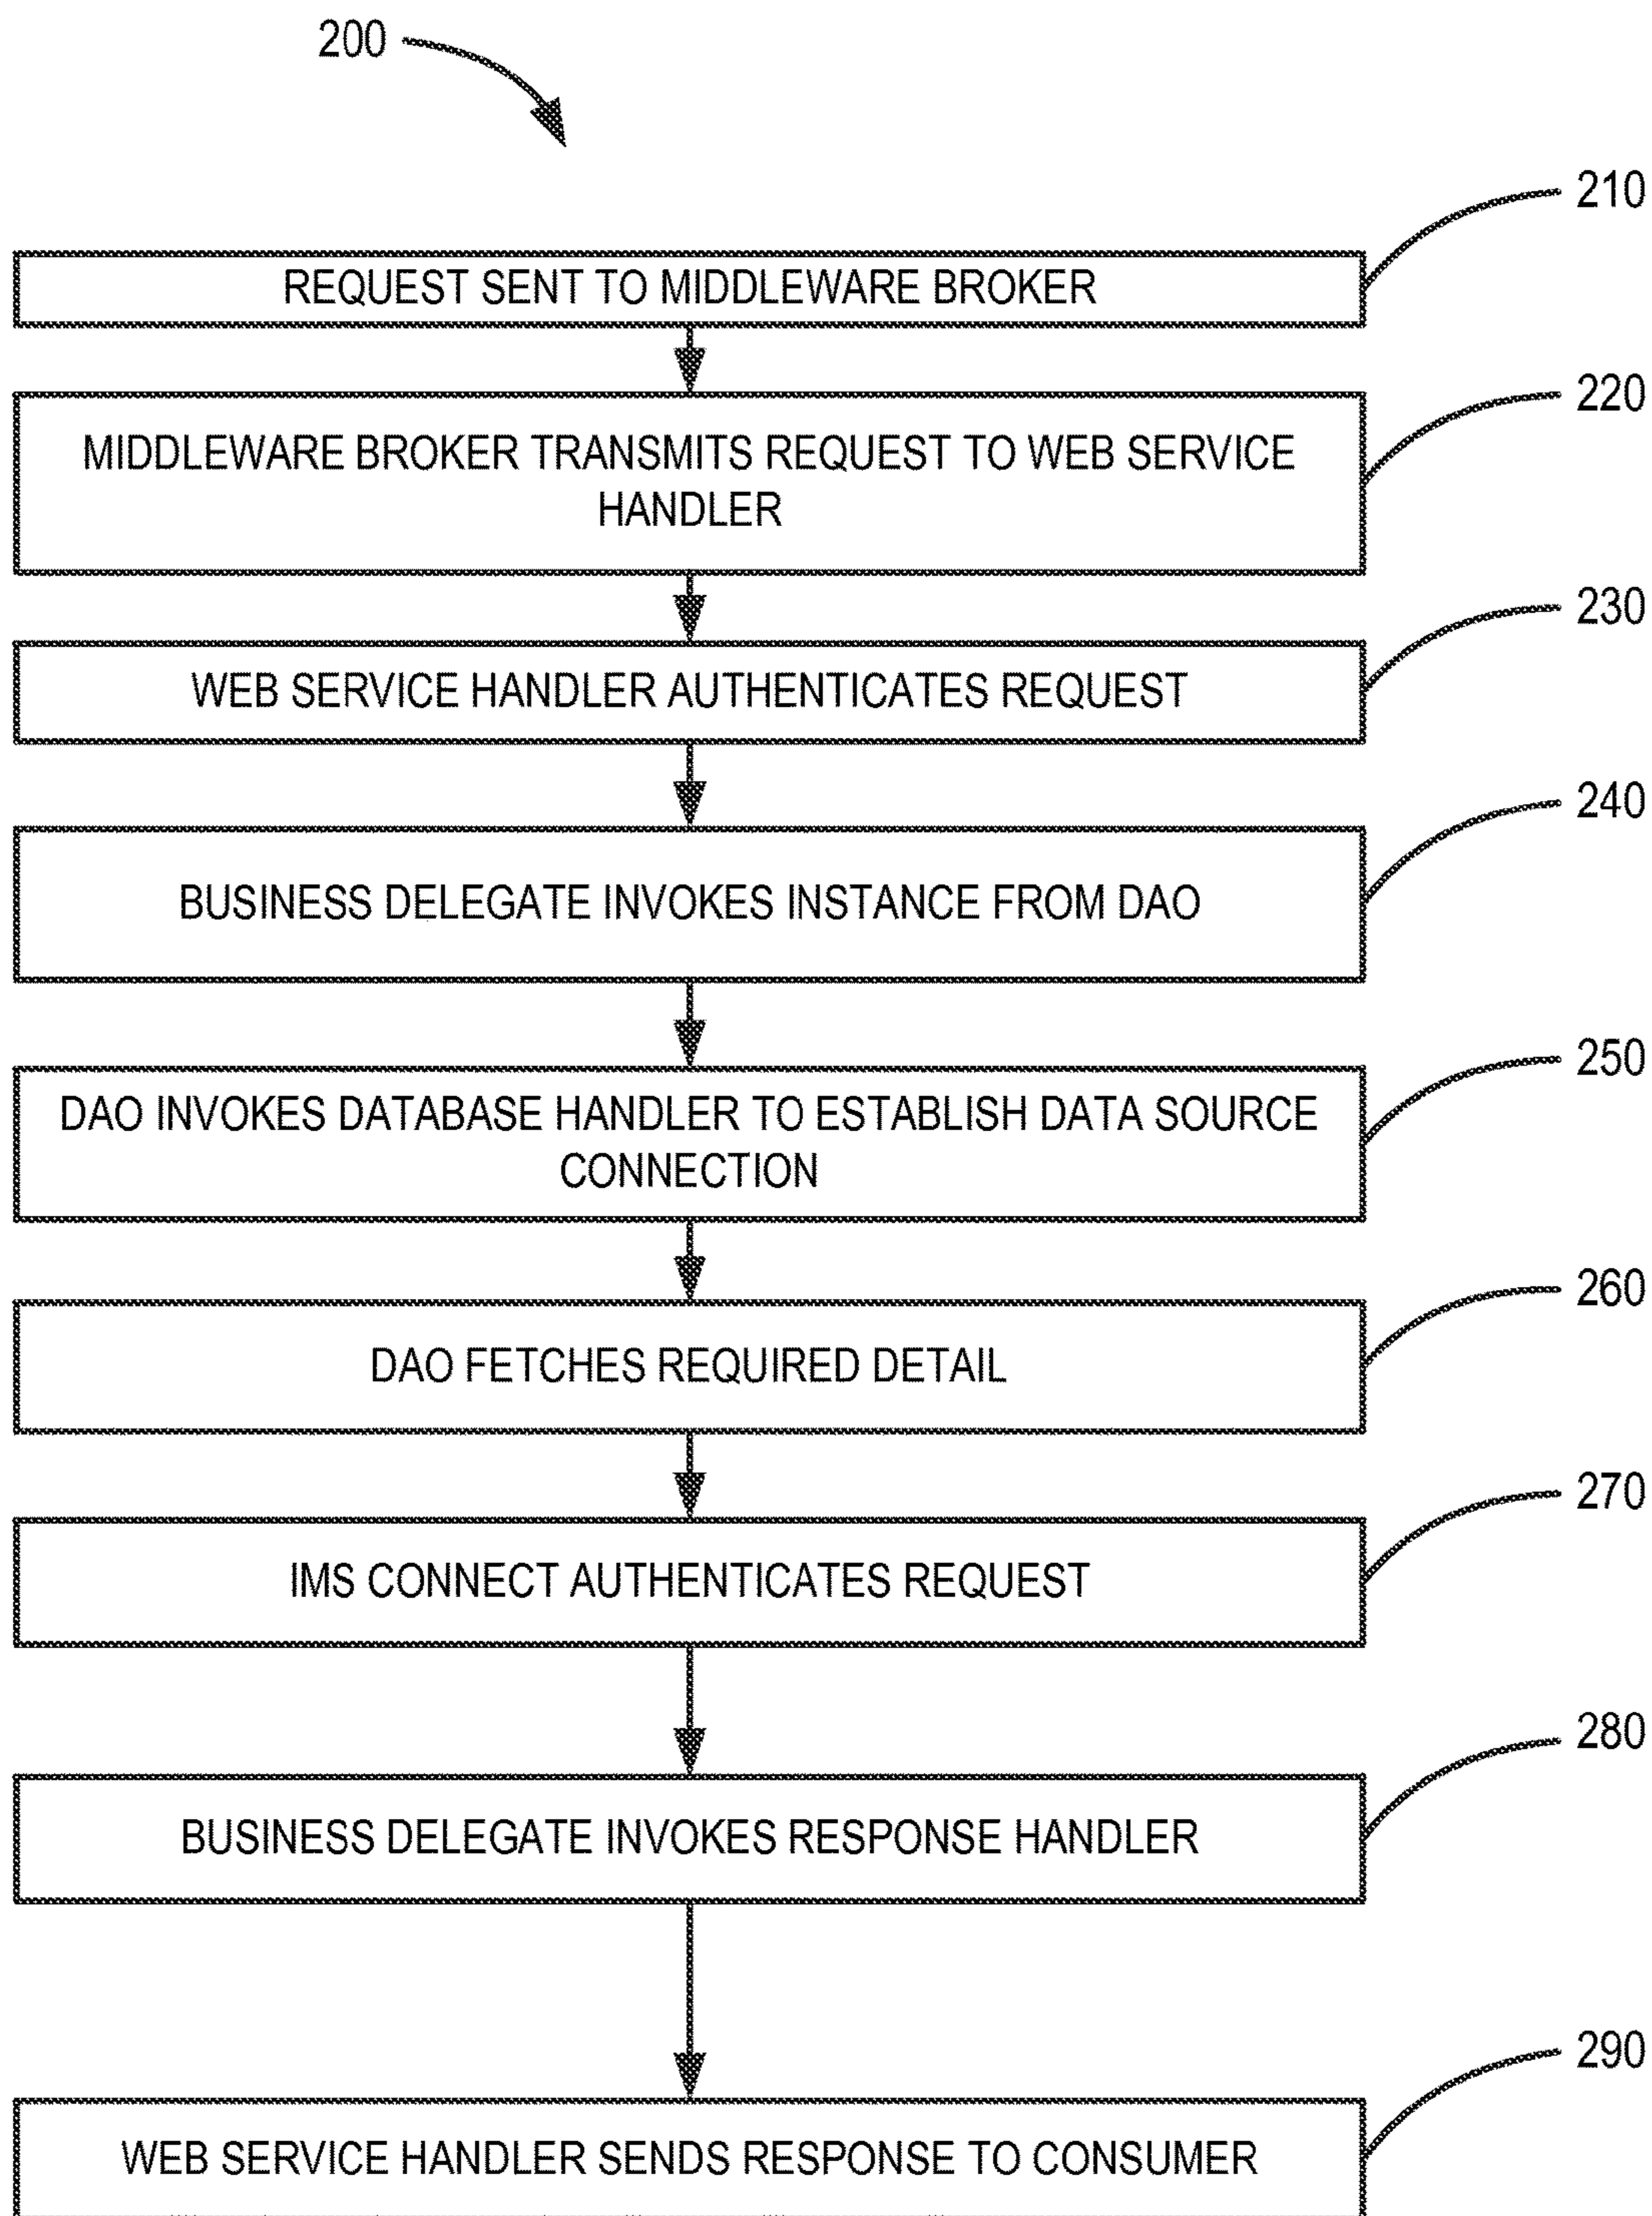 200
210
REQUEST SENT TO MIDDLEWARE BROKER
220
MIDDLEWARE BROKER TRANSMITS REQUEST TO WEB SERVICE
HANDLER
230
WEB SERVICE HANDLER AUTHENTICATES REQUEST
240
BUSINESS DELEGATE INVOKES INSTANCE FROM DAO
250
DAO INVOKES DATABASE HANDLER TO ESTABLISH DATA SOURCE
CONNECTION
260
DAO FETCHES REQUIRED DETAIL
270
IMS CONNECT AUTHENTICATES REQUEST
280
BUSINESS DELEGATE INVOKES RESPONSE HANDLER
290
WEB SERVICE HANDLER SENDS RESPONSE TO CONSUMER